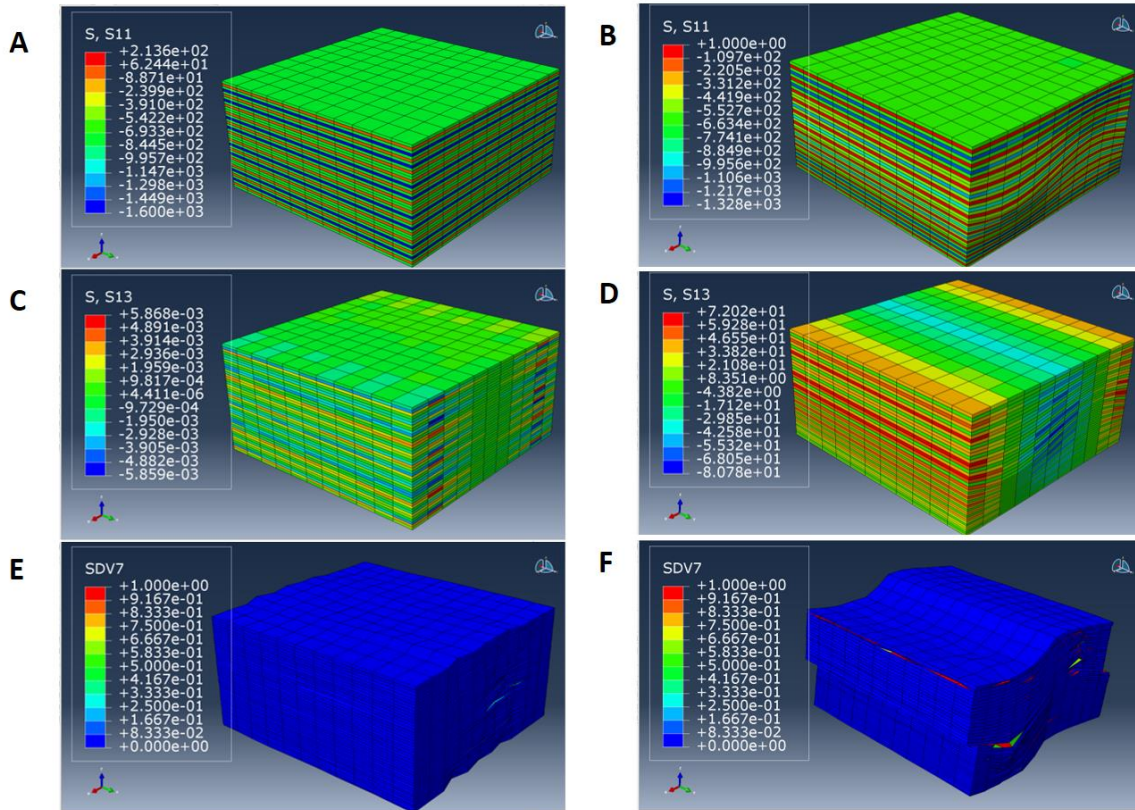 A
S, S11
+2.136e+02
+6.244e+01
-8.871e+01
-2.399e+02
-3.910e+02
-5.422e+02
-6.933e+02
-8.445e+02
-9.957e+02
-1.147e+03
-1.298e+03
-1.449e+03
-1.600e+03
B
S, S11
+1.000e+00
-1.097e+02
-2.205e+02
-3.312e+02
-4.419e+02
-5.527e+02
-6.634e+02
-7.741e+02
-8.849e+02
-9.956e+02
-1.106e+03
-1.217e+03
-1.328e+03
C
S, S13
+5.868e-03
+4.891e-03
+3.914e-03
+2.936e-03
+1.959e-03
+9.817e-04
+4.411e-06
-9.729e-04
-1.950e-03
-2.928e-03
-3.905e-03
-4.882e-03
-5.859e-03
D
S, S13
+7.202e+01
+5.928e+01
+4.655e+01
+3.382e+01
+2.108e+01
+8.351e+00
-4.382e+00
-1.712e+01
-2.985e+01
-4.258e+01
-5.532e+01
-6.805e+01
-8.078e+01
E
SDV7
+1.000e+00
+9.167e-01
+8.333e-01
+7.500e-01
+6.667e-01
+5.833e-01
+5.000e-01
+4.167e-01
+3.333e-01
+2.500e-01
+1.667e-01
+8.333e-02
+0.000e+00
F
SDV7
+1.000e+00
+9.167e-01
+8.333e-01
+7.500e-01
+6.667e-01
+5.833e-01
+5.000e-01
+4.167e-01
+3.333e-01
+2.500e-01
+1.667e-01
+8.333e-02
+0.000e+00